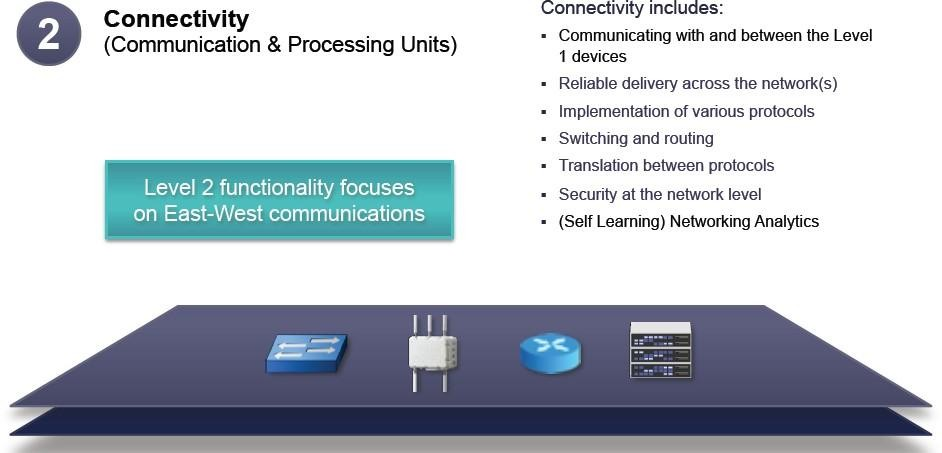 2
Connectivity
(Communication & Processing Units)
Level 2 functionality focuses
on East-West communications
Connectivity includes:
▪ Communicating with and between the Level
1 devices
▪ Reliable delivery across the network(s)
▪ Implementation of various protocols
▪ Switching and routing
▪ Translation between protocols
▪ Security at the network level
▪ (Self Learning) Networking Analytics